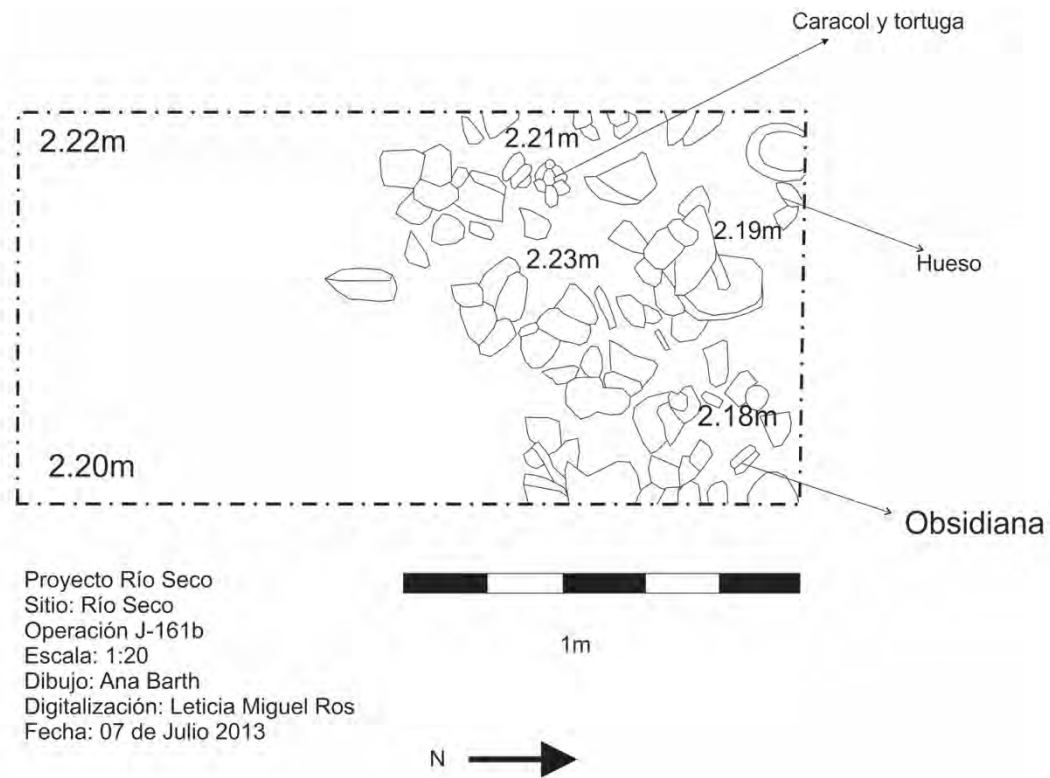 Caracol y tortuga
2.22m
2.21m
2.19m
2.23m
Hueso
2.18m
2.20m
Obsidiana
Proyecto Río Seco
Sitio: Río Seco
Operación J-161b
Escala: 1:20
Dibujo: Ana Barth
Digitalización: Leticia Miguel Ros
Fecha: 07 de Julio 2013
1m
N